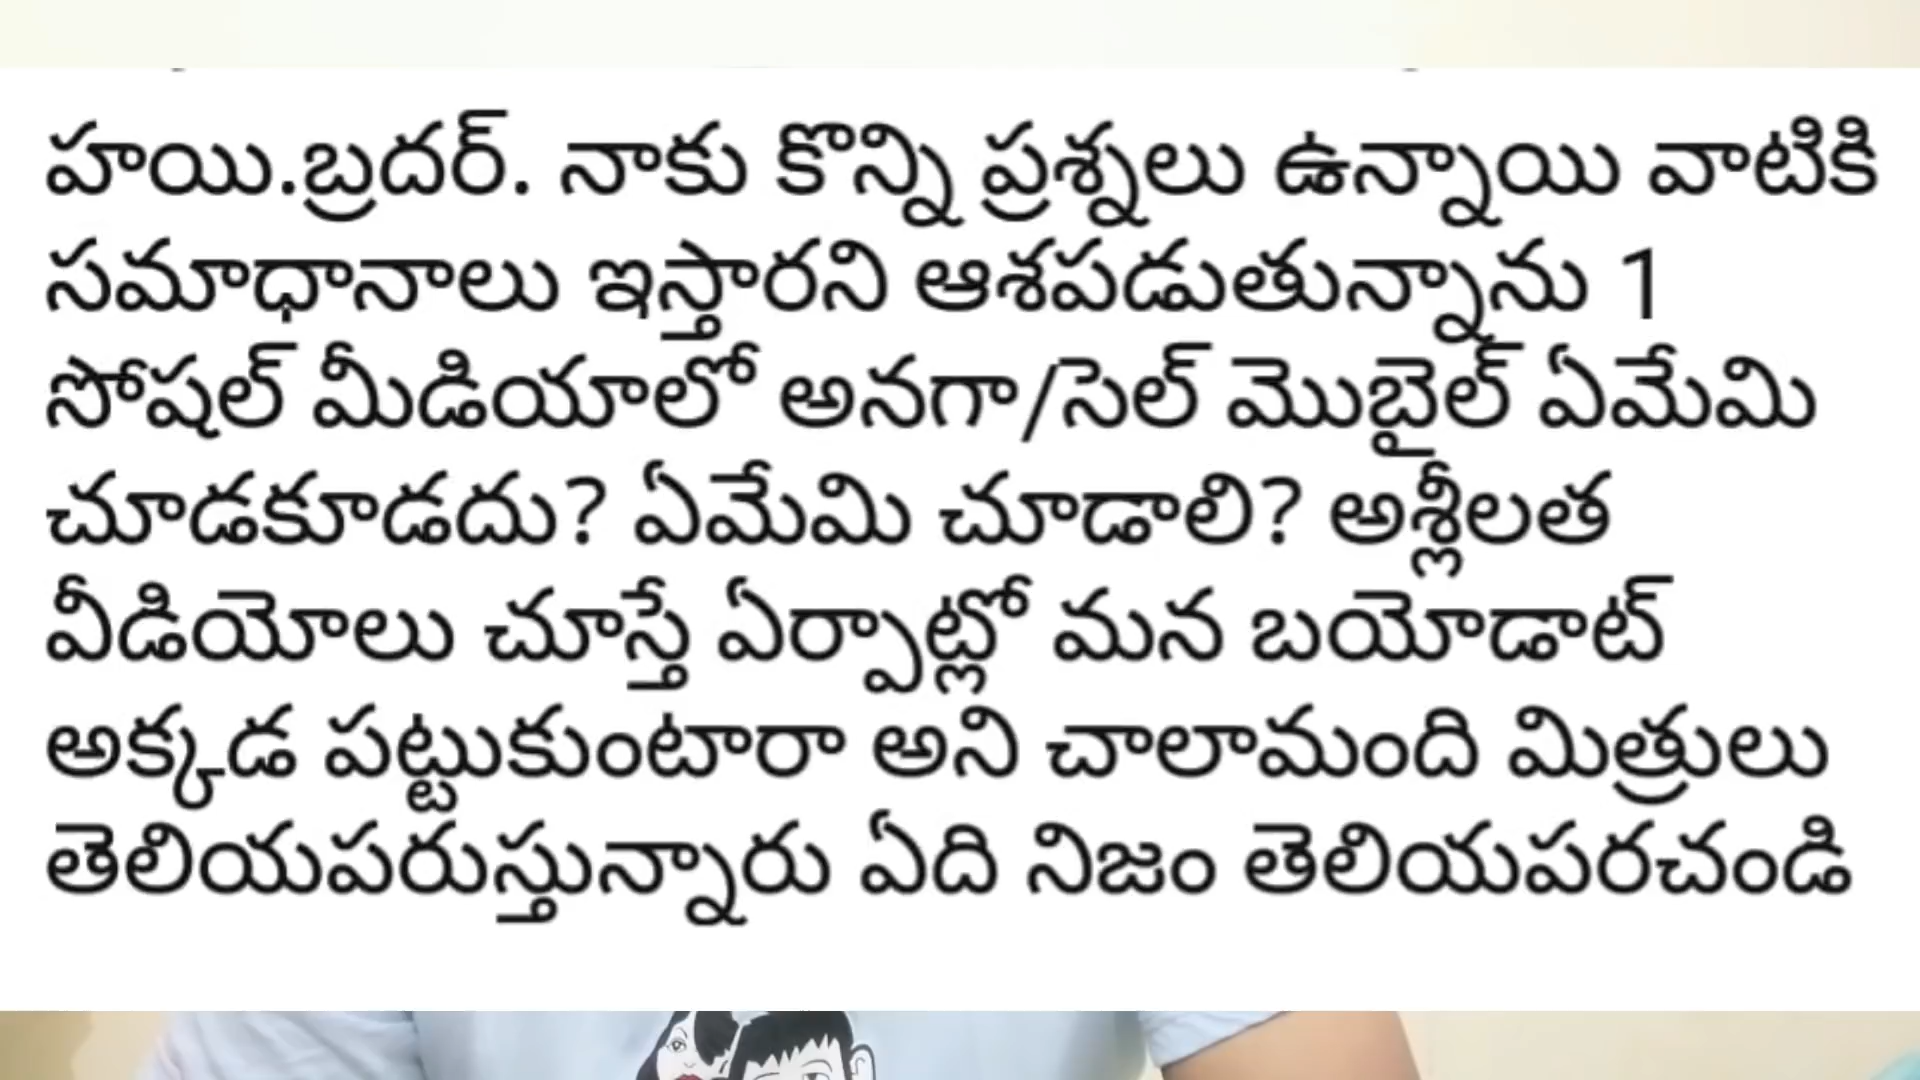 హయి.బ్రదర్. నాకు కొన్ని ప్రశ్నలు ఉన్నాయి వాటికి
సమాధానాలు ఇస్తారని ఆశపడుతున్నాను 1
సోషల్ మీడియాలో అనగా/సెల్ మొబైల్ ఏమేమి
చూడకూడదు? ఏమేమి చూడాలి? అశ్లీలత
వీడియోలు చూస్తే ఏర్పాట్లో మన బయోడాట్
అక్కడ పట్టుకుంటారా అని చాలామంది మిత్రులు
తెలియపరుస్తున్నారు ఏది నిజం తెలియపరచండి